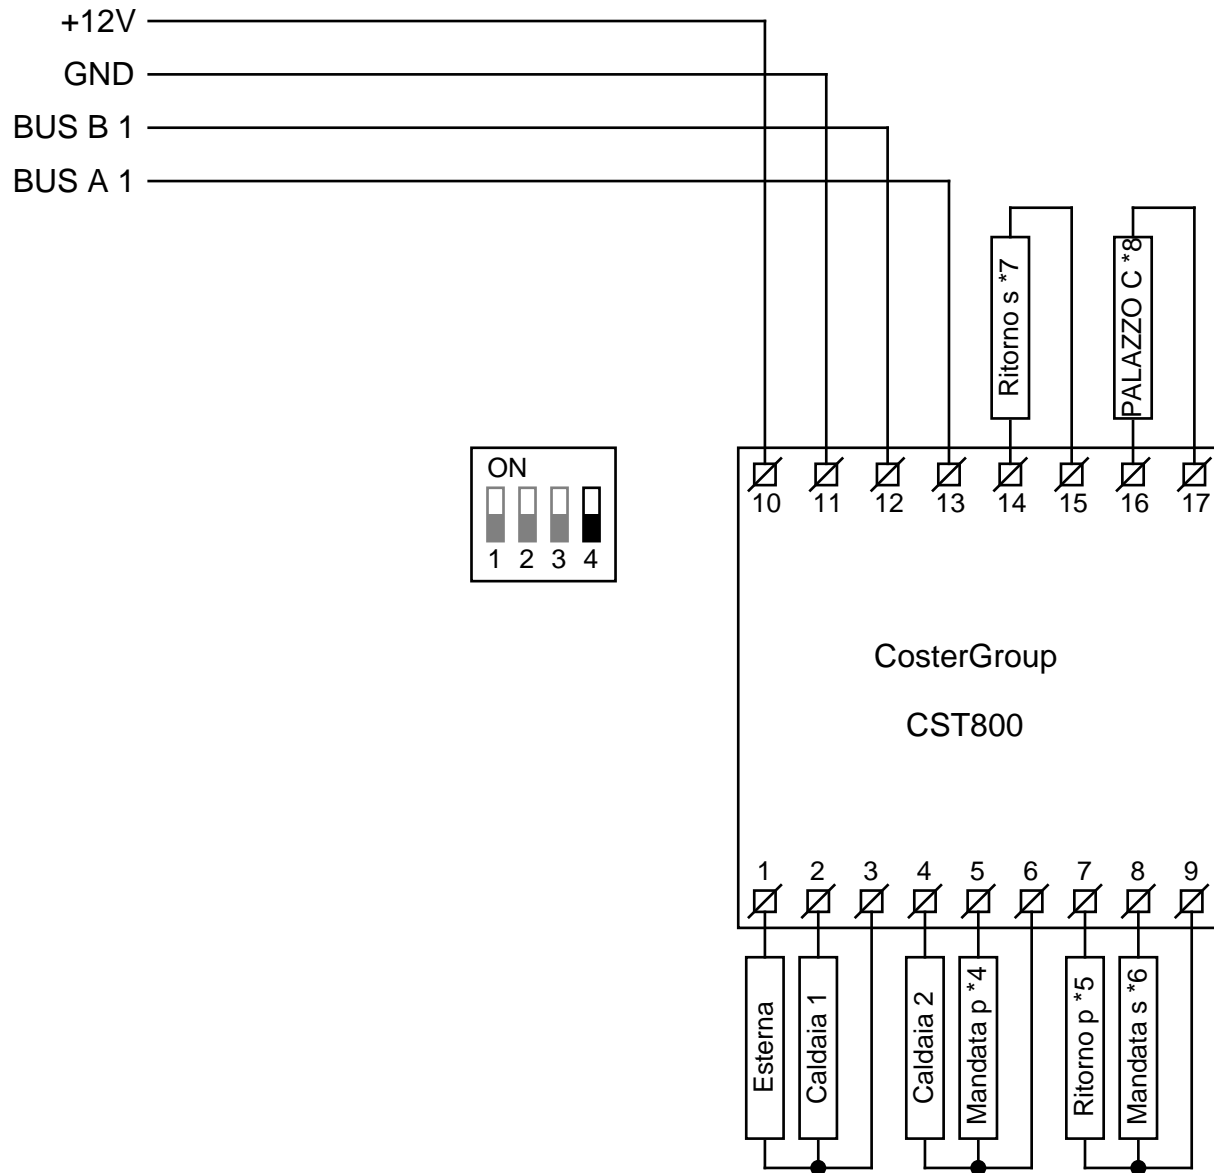 +12V
GND
BUS B 1
BUS A 1
Ritorno s *7
PALAZZO C *8
ON
1 2 3 4
10 11 12 13 14 15 16 17
CosterGroup
CST800
1 2 3 4 5 6 7 8 9
Esterna
Caldaia 1
Caldaia 2
Mandata p *4
Ritorno p *5
Mandata s *6